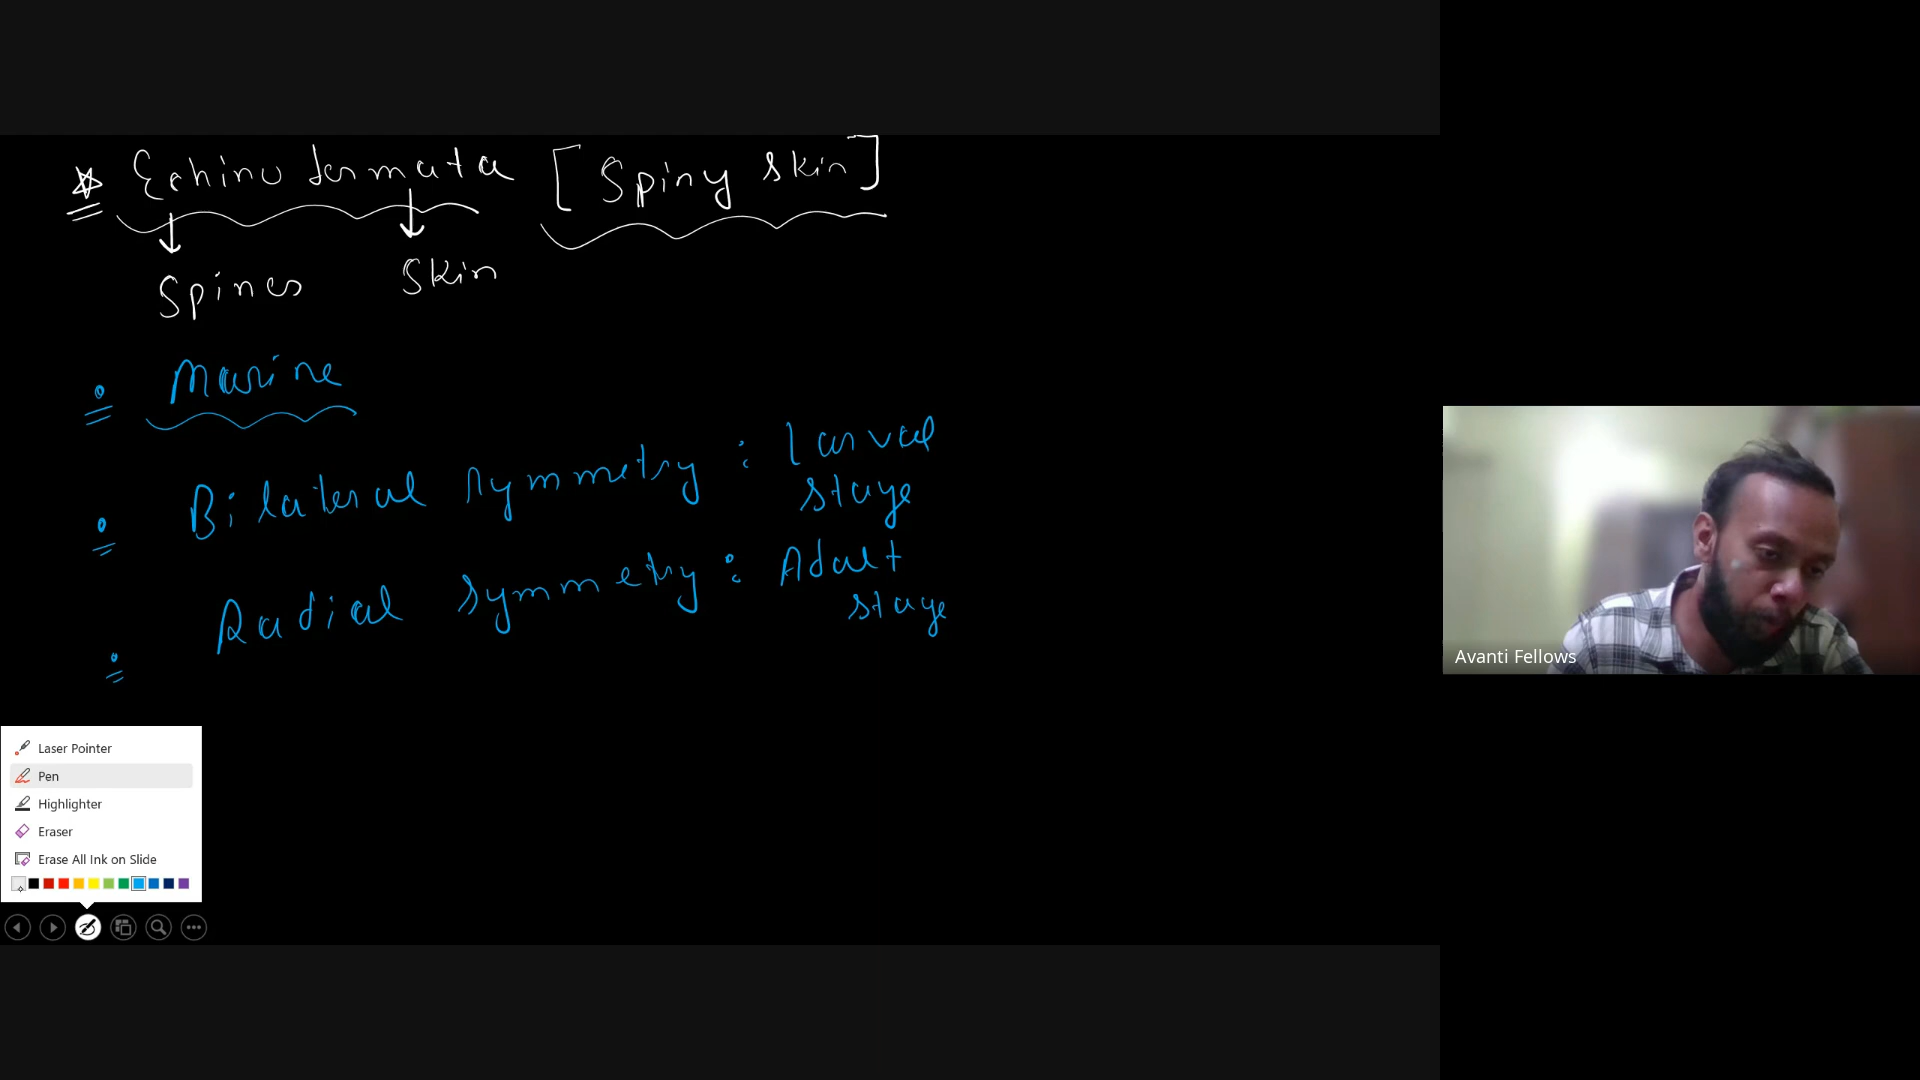 Echinodermata [Spiny skin]
Spines Skin
Marine
Bilateral symmetry : Larval
stage
Radial symmetry : Adult
stage
Avanti Fellows
Laser Pointer
Pen
Highlighter
Eraser
Erase All Ink on Slide